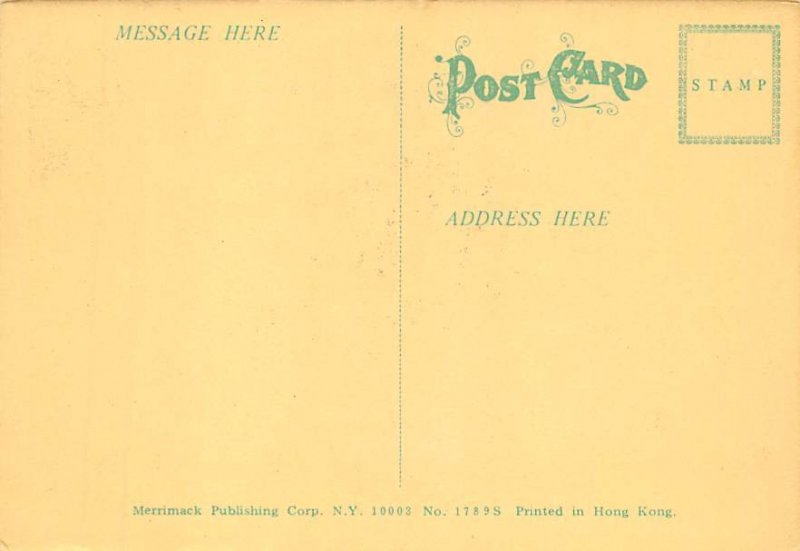 MESSAGE HERE
POST CARD
STAMP
ADDRESS HERE
Merrimack Publishing Corp. N.Y. 10003 No. 1789S Printed in Hong Kong.